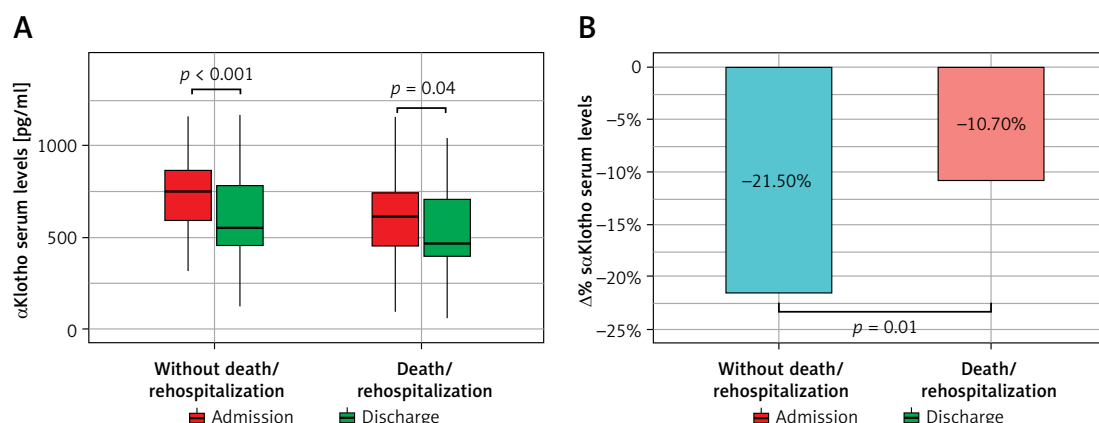 A
αKlotho serum levels [pg/ml]
1000
500
0
p < 0.001
p = 0.04
Without death/
rehospitalization
Death/
rehospitalization
Admission
Discharge
B
Δ% sαKlotho serum levels
0
−5%
−10%
−15%
−20%
−25%
−21.50%
−10.70%
p = 0.01
Without death/
rehospitalization
Death/
rehospitalization
Admission
Discharge